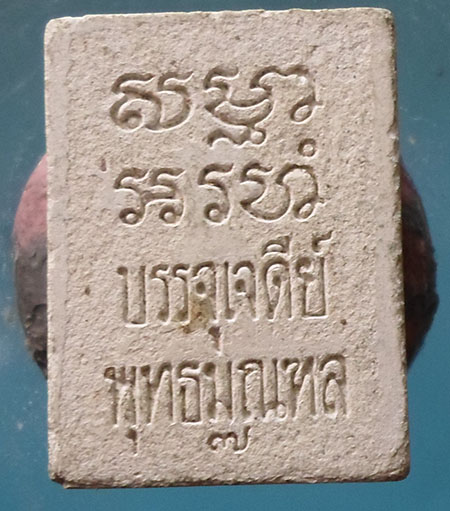 សម្មា
អរហំ
บรรจุเจดีย์
พุทธมณฑล
๗